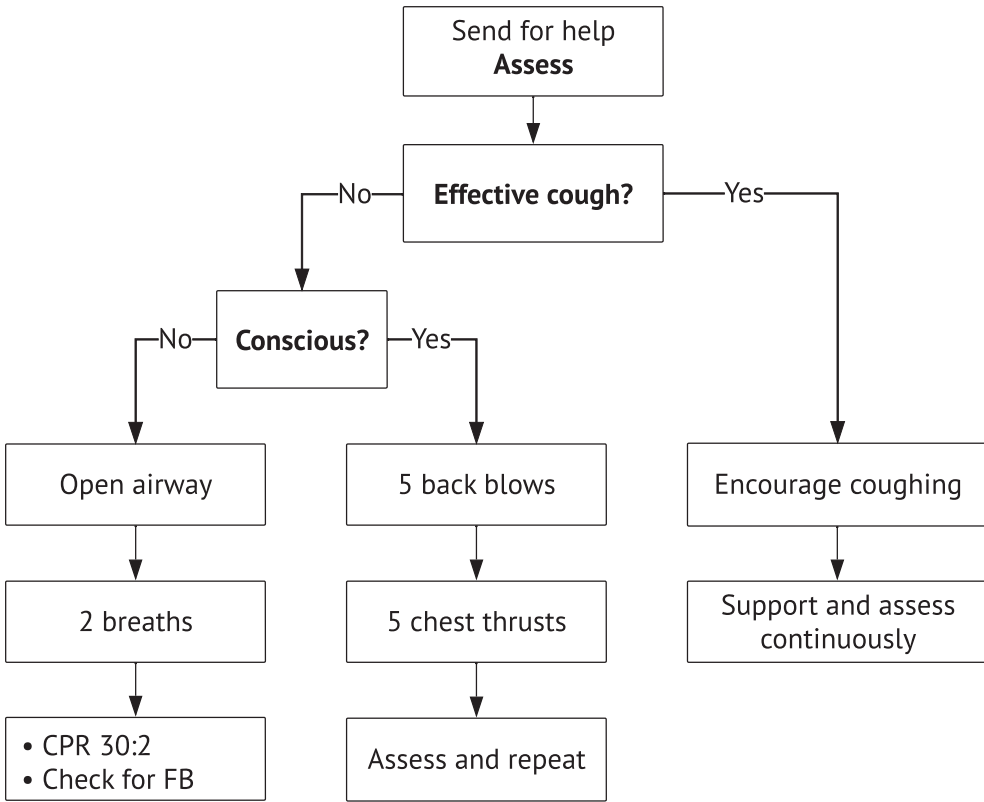 Send for help
Assess
Effective cough?
No
Yes
Conscious?
No
Yes
Open airway
5 back blows
Encourage coughing
2 breaths
5 chest thrusts
Support and assess
continuously
• CPR 30:2
• Check for FB
Assess and repeat